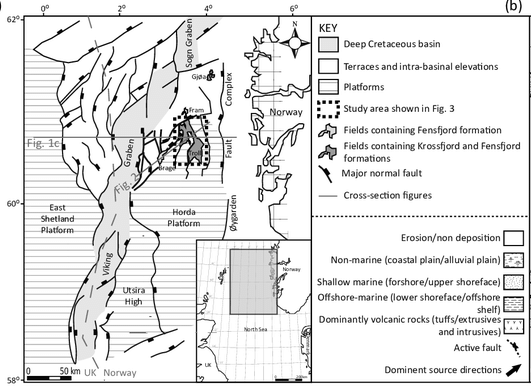 (b)
0°
2°
4°
6°
62°
Sogn Graben
Gjøa
Complex
Fram
Norway
Fig. 1c
Graben
Troll
Fault
Brage
Fig. 2
60°
East
Shetland
Platform
Horda
Platform
Øygarden
Viking
Utsira
High
Norway
North Sea
UK
0 50 km
UK Norway
58°
KEY
Deep Cretaceous basin
Terraces and intra-basinal elevations
Platforms
Study area shown in Fig. 3
Fields containing Fensfjord formation
Fields containing Krossfjord and Fensfjord
formations
Major normal fault
Cross-section figures
Erosion/non deposition
Non-marine (coastal plain/alluvial plain)
Shallow marine (forshore/upper shoreface)
Offshore-marine (lower shoreface/offshore
shelf)
Dominantly volcanic rocks (tuffs/extrusives
and intrusives)
Active fault
Dominant source directions